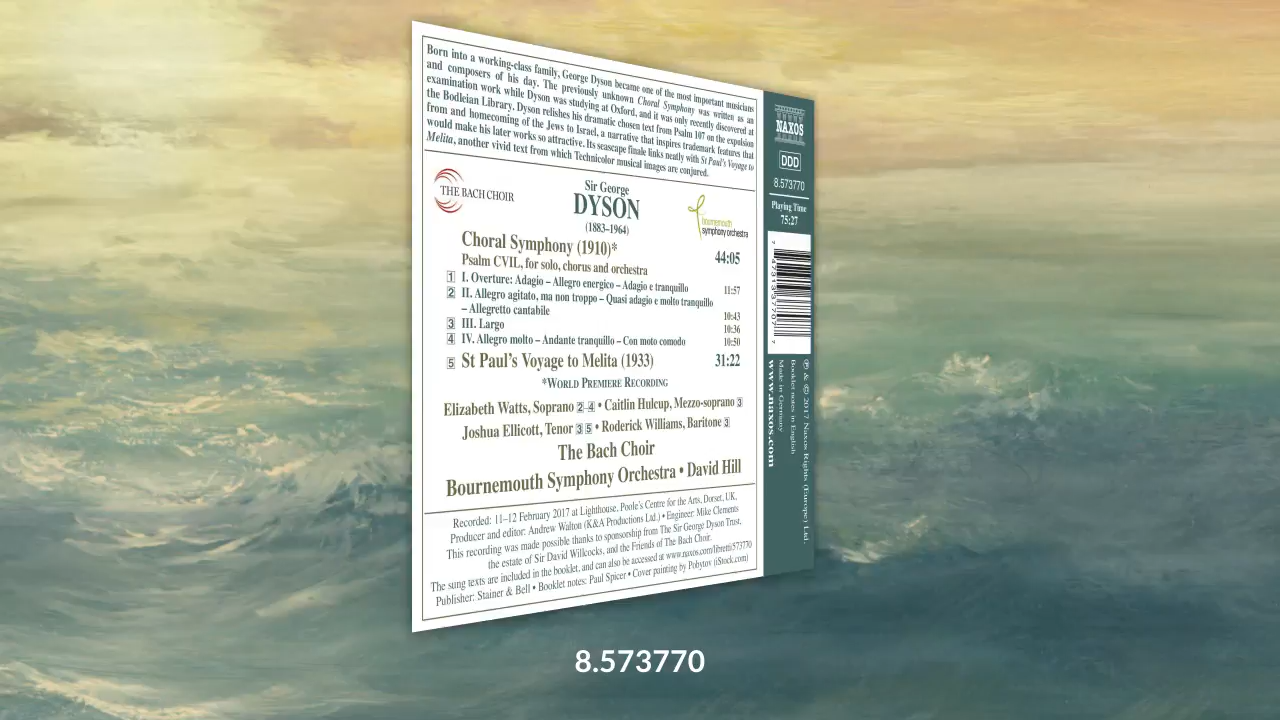 Born into a working-class family, George Dyson became one of the most important musicians
and composers of his day. The previously unknown Choral Symphony was written as an
examination work while Dyson was studying at Oxford, and it was only recently discovered at
the Bodleian Library. Dyson relishes his dramatic chosen text from Psalm 107 on the expulsion
from and homecoming of the Jews to Israel, a narrative that inspires trademark features that
would make his later works so attractive. Its seascape finale links neatly with St Paul's Voyage to
Melita, another vivid text from which Technicolor musical images are conjured.
THE BACH CHOIR
Sir George
DYSON
(1883–1964)
bournemouth
symphony orchestra
Choral Symphony (1910)* 44:05
Psalm CVII., for solo, chorus and orchestra
1 I. Overture: Adagio – Allegro energico – Adagio e tranquillo 11:57
2 II. Allegro agitato, ma non troppo – Quasi adagio e molto tranquillo
– Allegretto cantabile 10:43
3 III. Largo 10:36
4 IV. Allegro molto – Andante tranquillo – Con moto comodo 10:50
5 St Paul's Voyage to Melita (1933) 31:22
*WORLD PREMIERE RECORDING
Elizabeth Watts, Soprano 2-4 • Caitlin Hulcup, Mezzo-soprano 3
Joshua Ellicott, Tenor 3 5 • Roderick Williams, Baritone 3
The Bach Choir
Bournemouth Symphony Orchestra • David Hill
Recorded: 11–12 February 2017 at Lighthouse, Poole's Centre for the Arts, Dorset, UK.
Producer and editor: Andrew Walton (K&A Productions Ltd.) • Engineer: Mike Clements
This recording was made possible thanks to sponsorship from The Sir George Dyson Trust,
the estate of Sir David Willcocks, and the Friends of The Bach Choir.
The sung texts are included in the booklet, and can also be accessed at www.naxos.com/libretti/573770
Publisher: Stainer & Bell • Booklet notes: Paul Spicer • Cover painting by Pobytov (iStock.com)
NAXOS
DDD
8.573770
Playing Time
75:27
7 47313 37707 7
℗ & © 2017 Naxos Rights (Europe) Ltd.
Booklet notes in English
Made in Germany
www.naxos.com
8.573770